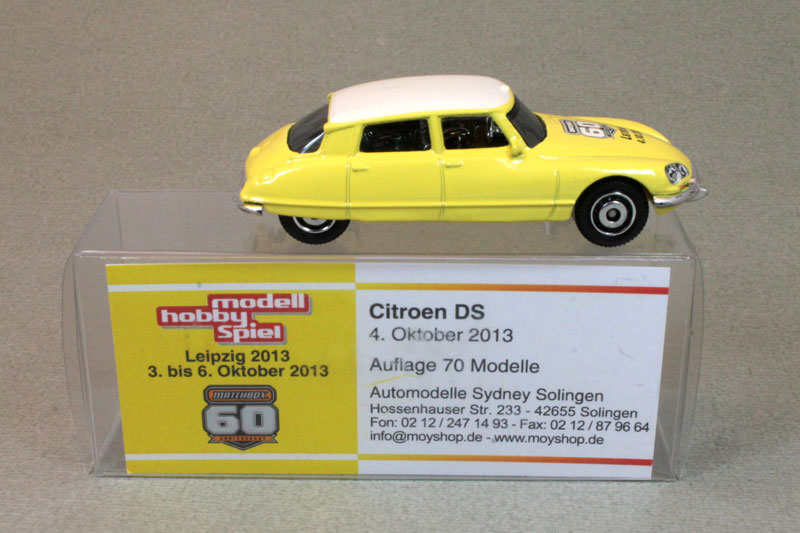 60
modell
hobby
Spiel
Leipzig 2013
3. bis 6. Oktober 2013
MATCHBOX
60
ANNIVERSARY
Citroen DS
4. Oktober 2013
Auflage 70 Modelle
Automodelle Sydney Solingen
Hossenhauser Str. 233 - 42655 Solingen
Fon: 02 12 / 247 14 93 - Fax: 02 12 / 87 96 64
info@moyshop.de - www.moyshop.de